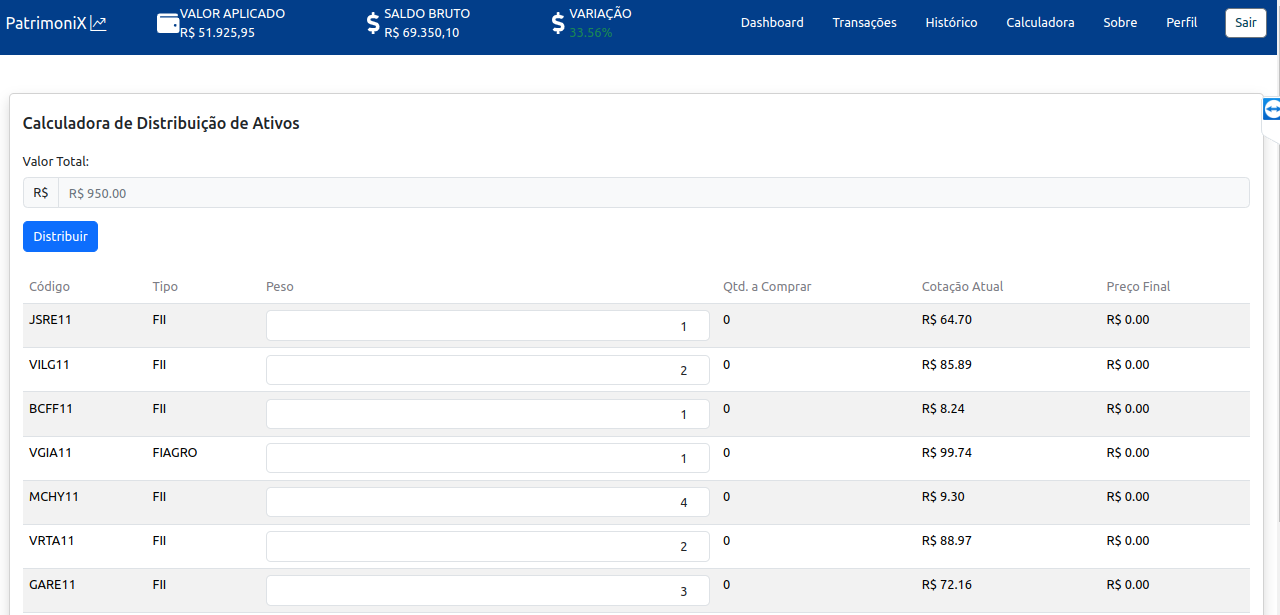 PatrimoniX VALOR APLICADO SALDO BRUTO VARIAÇÃO Dashboard Transações Histórico Calculadora Sobre Perfil Sair
R$ 51.925,95 R$ 69.350,10 33.56%
Calculadora de Distribuição de Ativos
Valor Total:
R$ R$ 950.00
Distribuir
Código Tipo Peso Qtd. a Comprar Cotação Atual Preço Final
JSRE11 FII 1 0 R$ 64.70 R$ 0.00
VILG11 FII 2 0 R$ 85.89 R$ 0.00
BCFF11 FII 1 0 R$ 8.24 R$ 0.00
VGIA11 FIAGRO 1 0 R$ 99.74 R$ 0.00
MCHY11 FII 4 0 R$ 9.30 R$ 0.00
VRTA11 FII 2 0 R$ 88.97 R$ 0.00
GARE11 FII 3 0 R$ 72.16 R$ 0.00